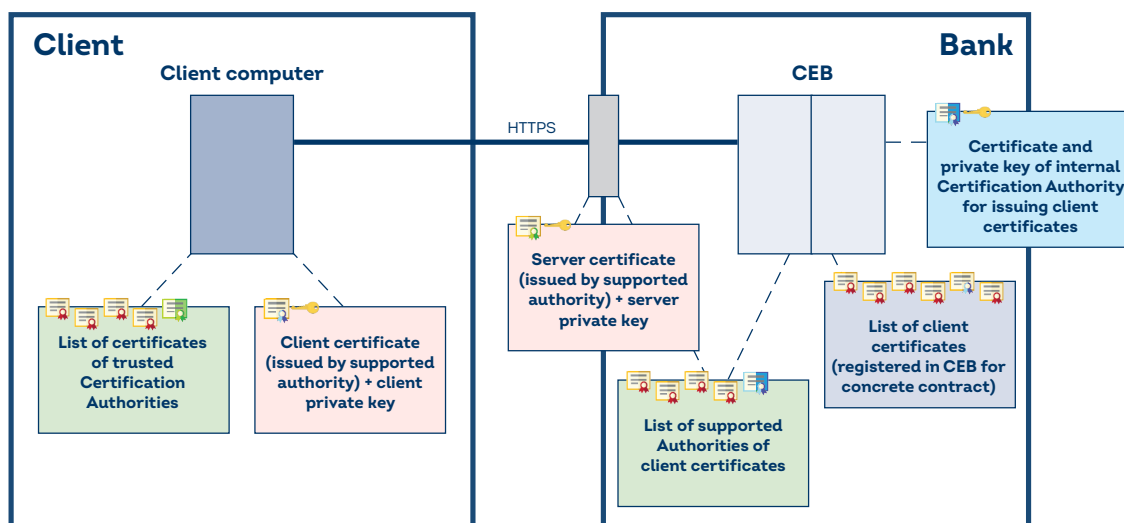 Client
Bank
Client computer
CEB
HTTPS
Certificate and
private key of internal
Certification Authority
for issuing client
certificates
Server certificate
(issued by supported
authority) + server
private key
List of certificates
of trusted
Certification
Authorities
Client certificate
(issued by supported
authority) + client
private key
List of client
certificates
(registered in CEB for
concrete contract)
List of supported
Authorities of
client certificates